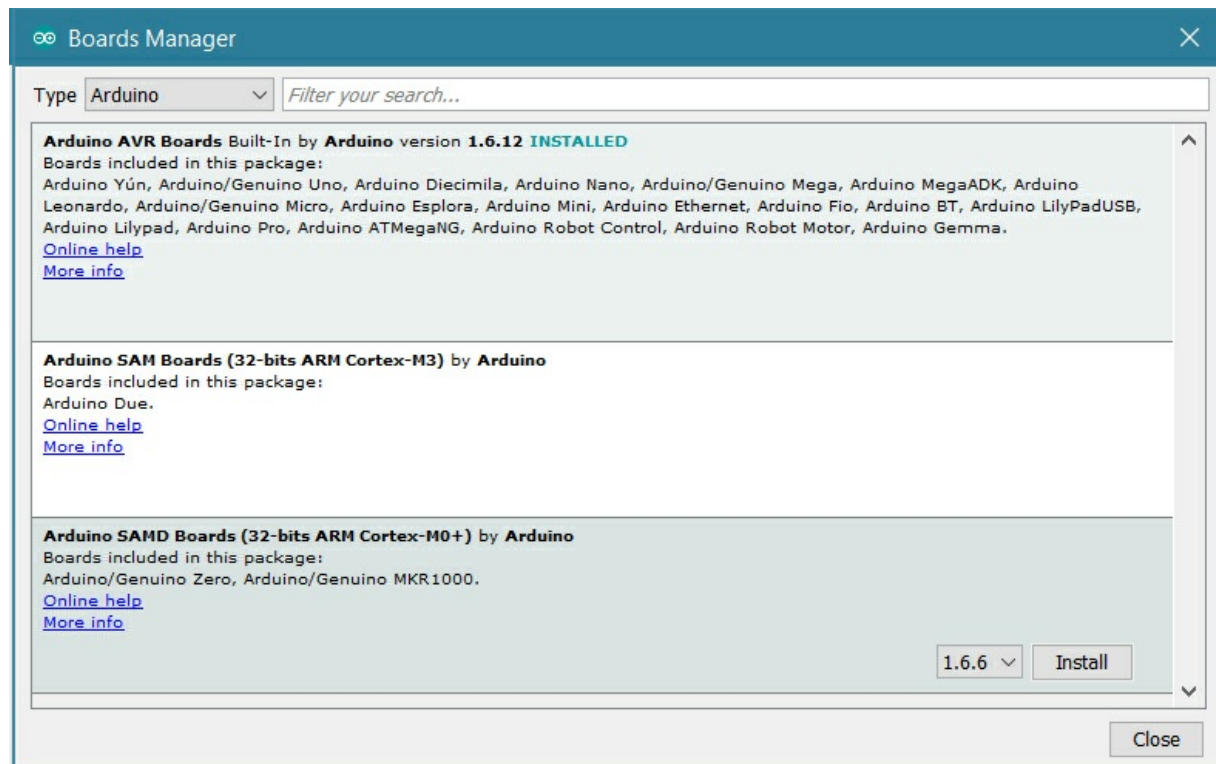 Boards Manager
Type Arduino Filter your search...
Arduino AVR Boards Built-In by Arduino version 1.6.12 INSTALLED
Boards included in this package:
Arduino Yún, Arduino/Genuino Uno, Arduino Diecimila, Arduino Nano, Arduino/Genuino Mega, Arduino MegaADK, Arduino
Leonardo, Arduino/Genuino Micro, Arduino Esplora, Arduino Mini, Arduino Ethernet, Arduino Fio, Arduino BT, Arduino LilyPadUSB,
Arduino Lilypad, Arduino Pro, Arduino ATMegaNG, Arduino Robot Control, Arduino Robot Motor, Arduino Gemma.
Online help
More info
Arduino SAM Boards (32-bits ARM Cortex-M3) by Arduino
Boards included in this package:
Arduino Due.
Online help
More info
Arduino SAMD Boards (32-bits ARM Cortex-M0+) by Arduino
Boards included in this package:
Arduino/Genuino Zero, Arduino/Genuino MKR1000.
Online help
More info
1.6.6 Install
Close